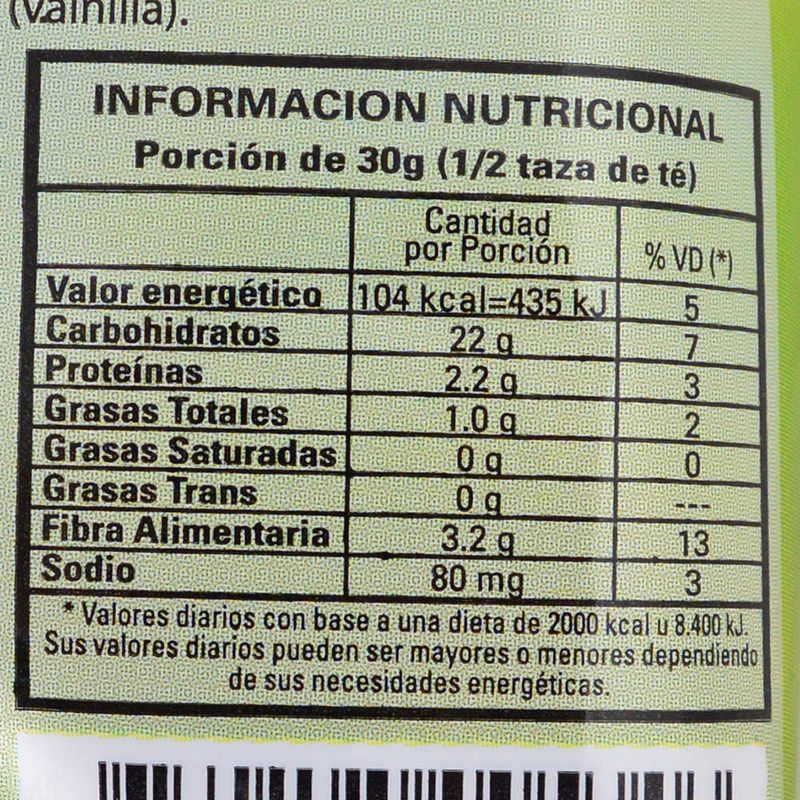 (Vainilla).
INFORMACION NUTRICIONAL
Porción de 30g (1/2 taza de té)
Cantidad
por Porción % VD (*)
Valor energético 104 kcal=435 kJ 5
Carbohidratos 22 g 7
Proteínas 2.2 g 3
Grasas Totales 1.0 g 2
Grasas Saturadas 0 g 0
Grasas Trans 0 g ---
Fibra Alimentaria 3.2 g 13
Sodio 80 mg 3
* Valores diarios con base a una dieta de 2000 kcal u 8.400 kJ.
Sus valores diarios pueden ser mayores o menores dependiendo
de sus necesidades energéticas.